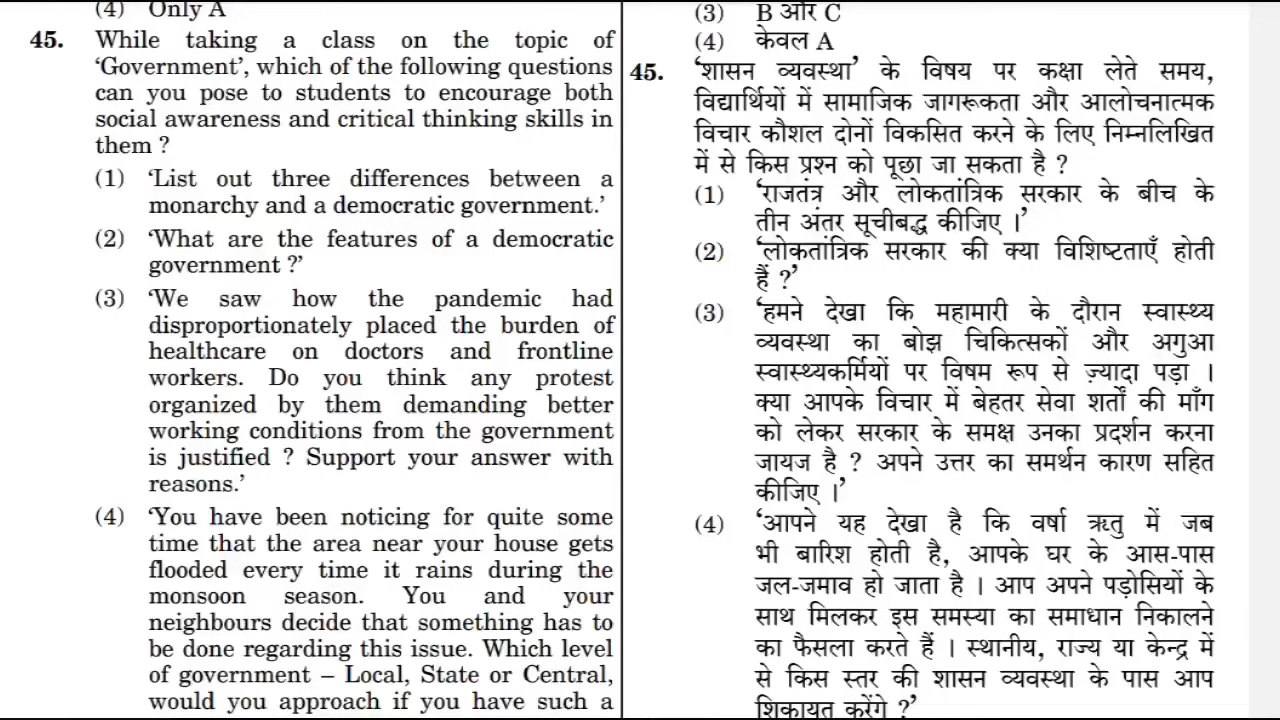 (4) Only A
45. While taking a class on the topic of
‘Government’, which of the following questions
can you pose to students to encourage both
social awareness and critical thinking skills in
them ?
(1) ‘List out three differences between a
monarchy and a democratic government.’
(2) ‘What are the features of a democratic
government ?’
(3) ‘We saw how the pandemic had
disproportionately placed the burden of
healthcare on doctors and frontline
workers. Do you think any protest
organized by them demanding better
working conditions from the government
is justified ? Support your answer with
reasons.’
(4) ‘You have been noticing for quite some
time that the area near your house gets
flooded every time it rains during the
monsoon season. You and your
neighbours decide that something has to
be done regarding this issue. Which level
of government – Local, State or Central,
would you approach if you have such a
(3) B और C
(4) केवल A
45. ‘शासन व्यवस्था’ के विषय पर कक्षा लेते समय,
विद्यार्थियों में सामाजिक जागरूकता और आलोचनात्मक
विचार कौशल दोनों विकसित करने के लिए निम्नलिखित
में से किस प्रश्न को पूछा जा सकता है ?
(1) ‘राजतंत्र और लोकतांत्रिक सरकार के बीच के
तीन अंतर सूचीबद्ध कीजिए ।’
(2) ‘लोकतांत्रिक सरकार की क्या विशिष्टताएँ होती
हैं ?’
(3) ‘हमने देखा कि महामारी के दौरान स्वास्थ्य
व्यवस्था का बोझ चिकित्सकों और अगुआ
स्वास्थ्यकर्मियों पर विषम रूप से ज़्यादा पड़ा ।
क्या आपके विचार में बेहतर सेवा शर्तों की माँग
को लेकर सरकार के समक्ष उनका प्रदर्शन करना
जायज है ? अपने उत्तर का समर्थन कारण सहित
कीजिए ।’
(4) ‘आपने यह देखा है कि वर्षा ऋतु में जब
भी बारिश होती है, आपके घर के आस-पास
जल-जमाव हो जाता है । आप अपने पड़ोसियों के
साथ मिलकर इस समस्या का समाधान निकालने
का फैसला करते हैं । स्थानीय, राज्य या केन्द्र में
से किस स्तर की शासन व्यवस्था के पास आप
शिकायत करेंगे ?’